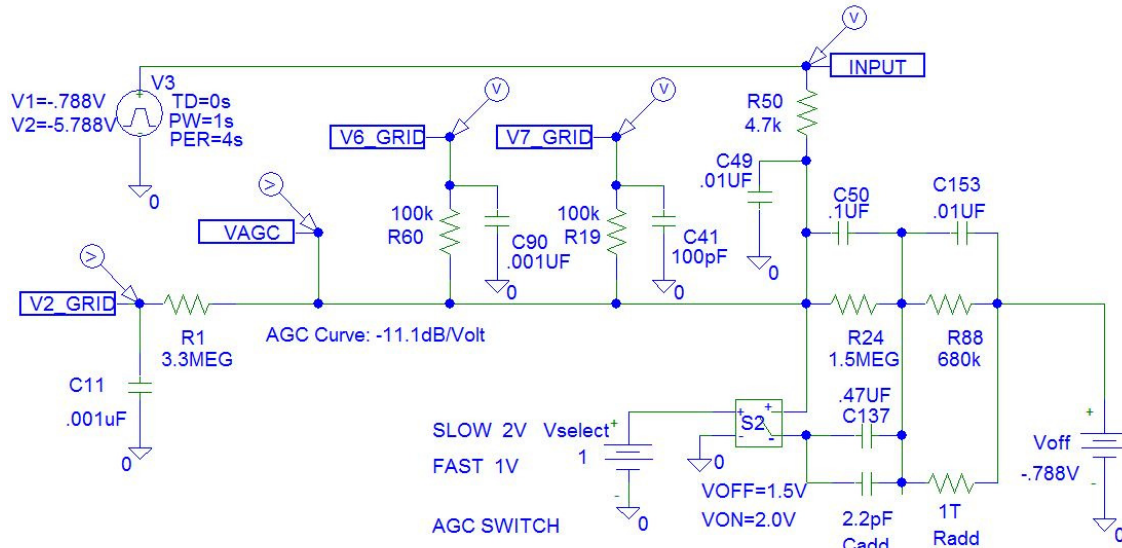 V
INPUT
V3
V1=-.788V
V2=-5.788V
TD=0s
PW=1s
PER=4s
0
V
V6_GRID
V
V7_GRID
R50
4.7k
C49
.01UF
0
C50
.1UF
C153
.01UF
>
VAGC
100k
R60
C90
.001UF
0
100k
R19
C41
100pF
0
>
V2_GRID
R1
3.3MEG
AGC Curve: -11.1dB/Volt
R24
1.5MEG
R88
680k
C11
.001uF
0
SLOW 2V
FAST 1V
AGC SWITCH
Vselect
1
+
-
0
+
+
-
-
S2
0
VOFF=1.5V
VON=2.0V
.47UF
C137
2.2pF
Cadd
1T
Radd
+
Voff
-.788V
-
0